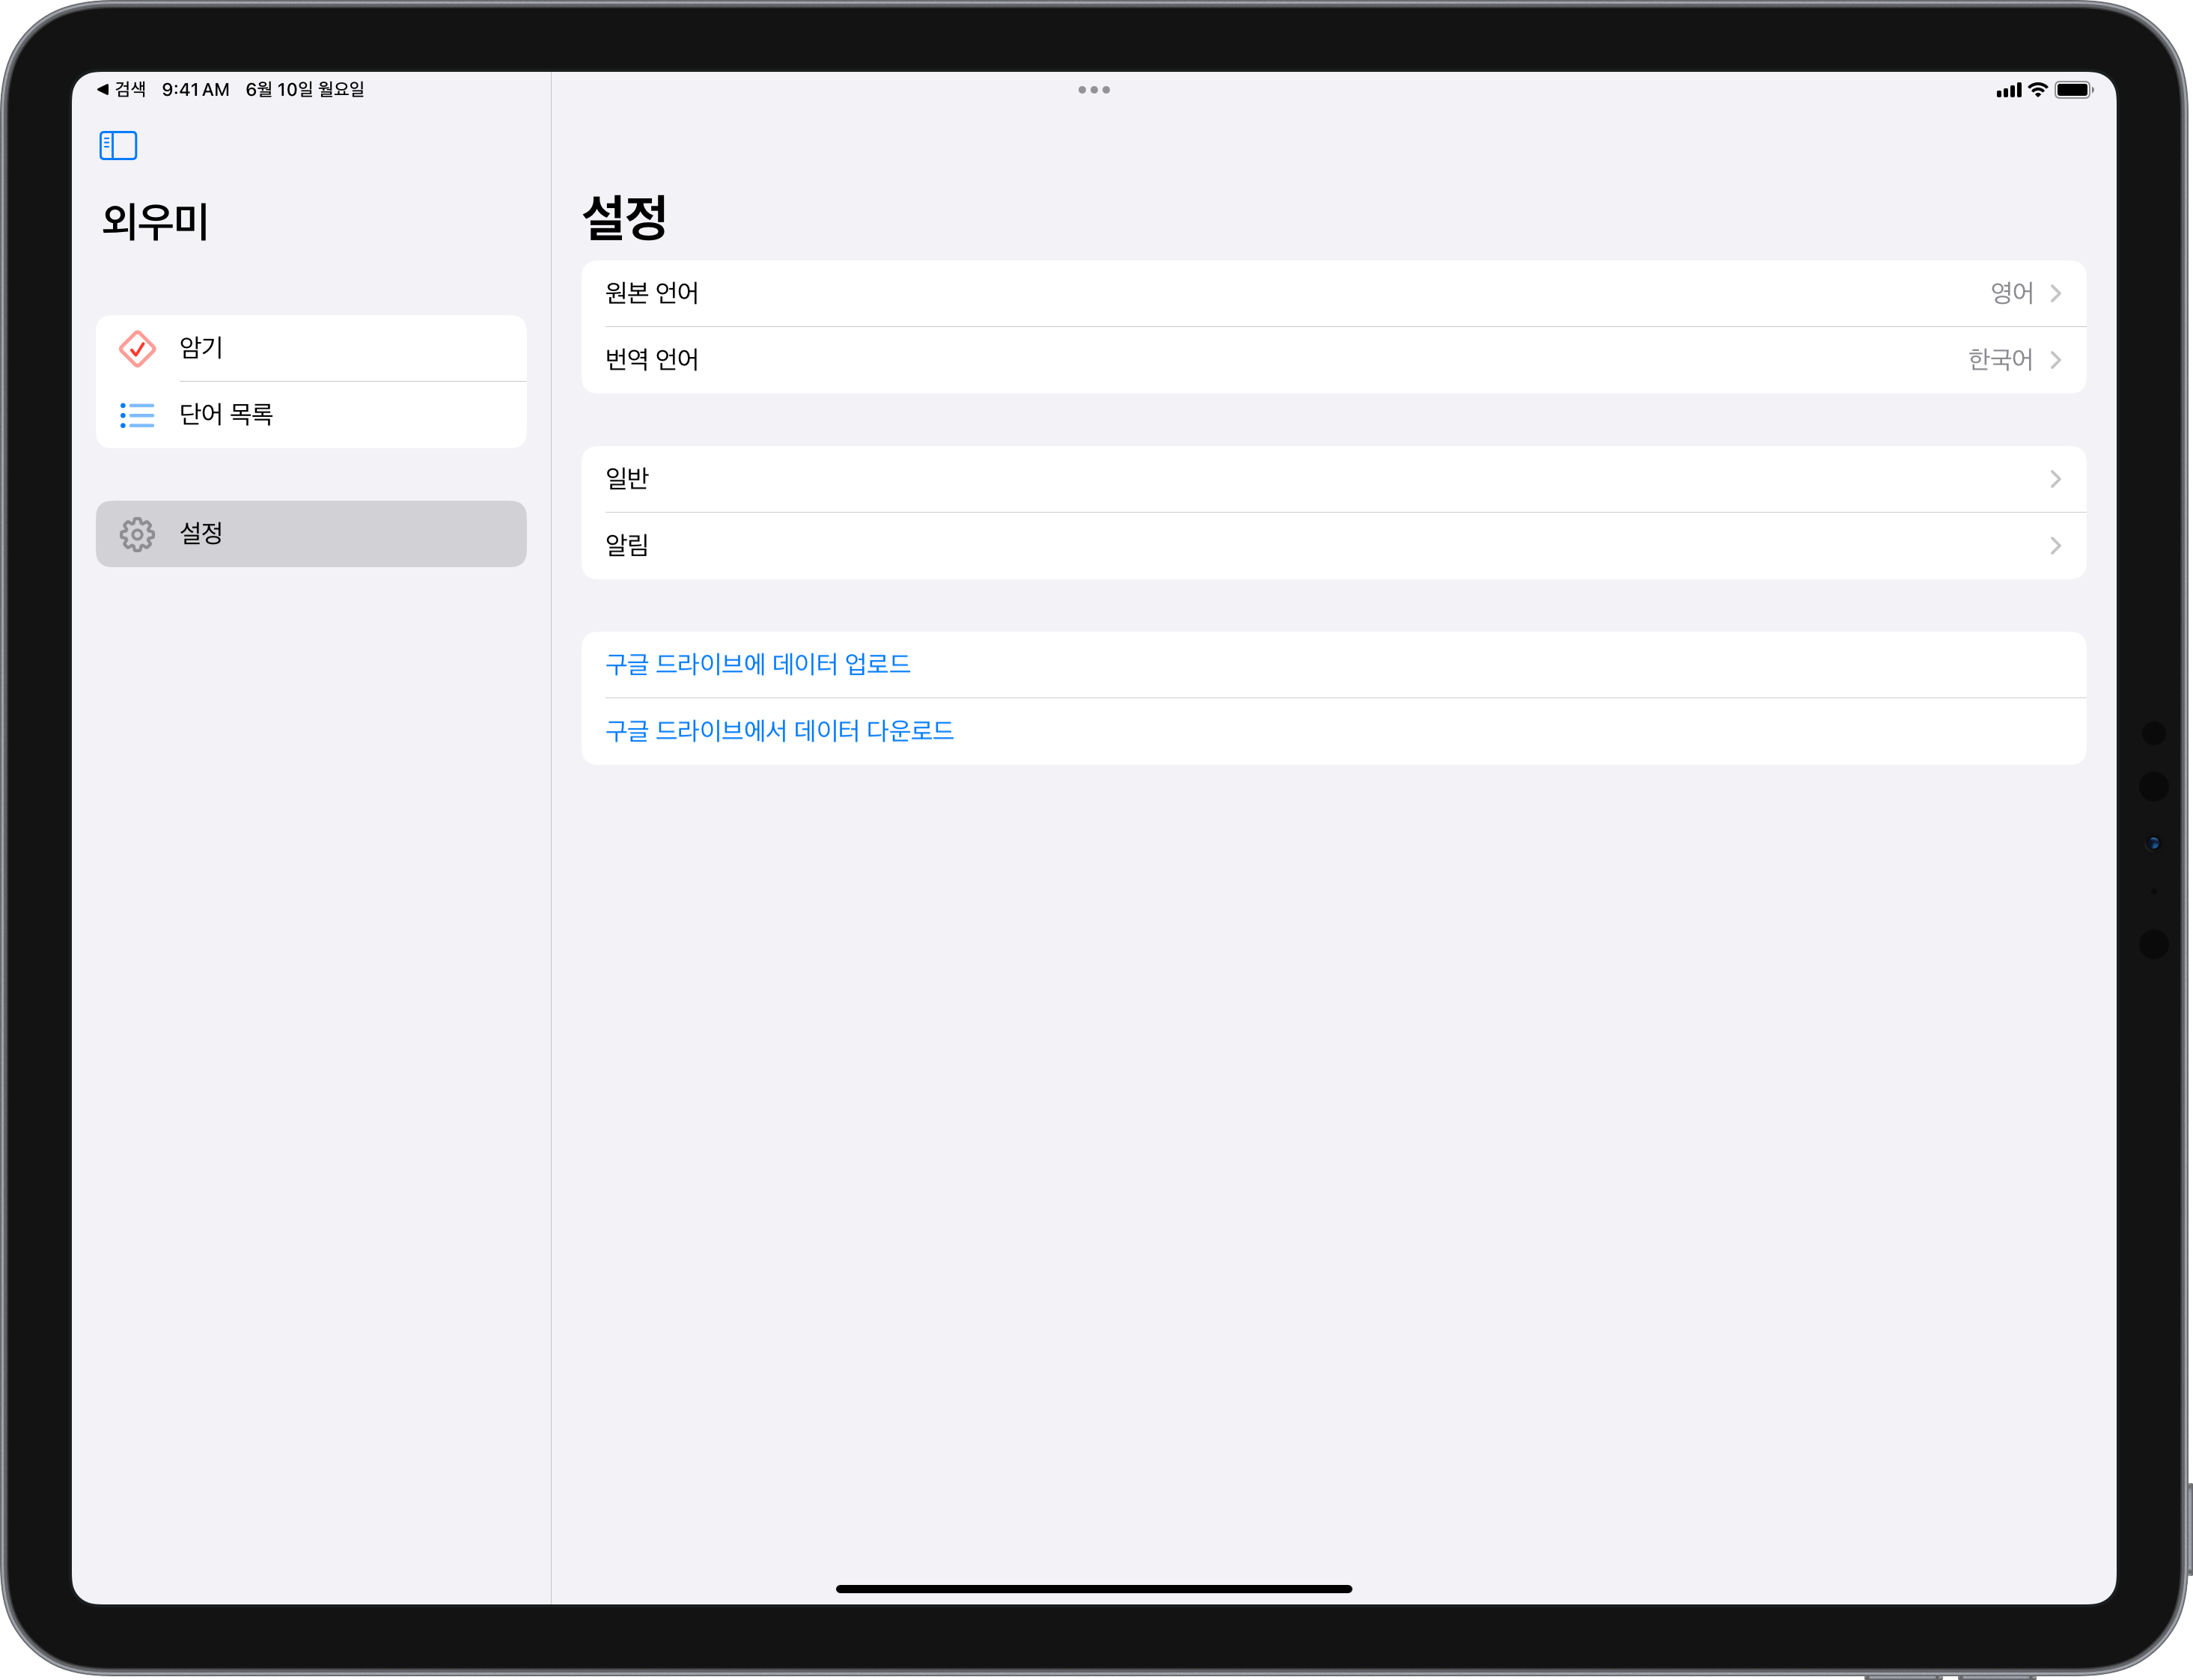 검색 9:41 AM 6월 10일 월요일
외우미
암기
단어 목록
설정
설정
원본 언어 영어
번역 언어 한국어
일반
알림
구글 드라이브에 데이터 업로드
구글 드라이브에서 데이터 다운로드